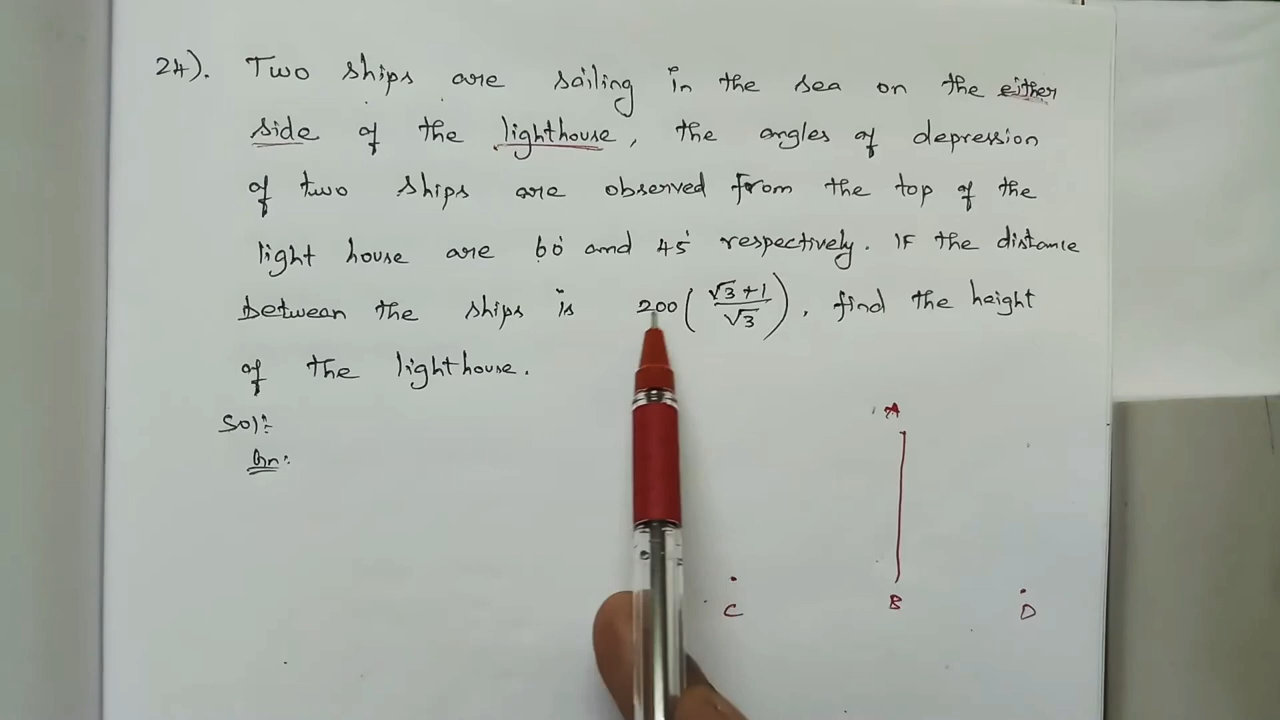 24). Two ships are sailing in the sea on the either
side of the lighthouse, the angles of depression
of two ships are observed from the top of the
light house are 60° and 45° respectively. If the distance
between the ships is 200(√3+1/√3), find the height
of the lighthouse.
Sol:
Gn:
A
C B D